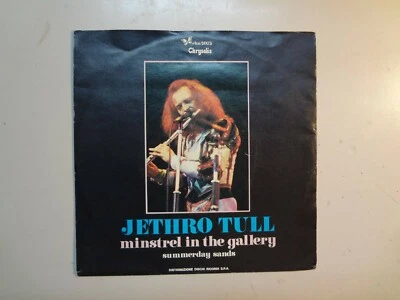 Chrysalis
JETHRO TULL
minstrel in the gallery
summerday sands
DISTRIBUZIONE DISCHI RICORDI S.P.A.